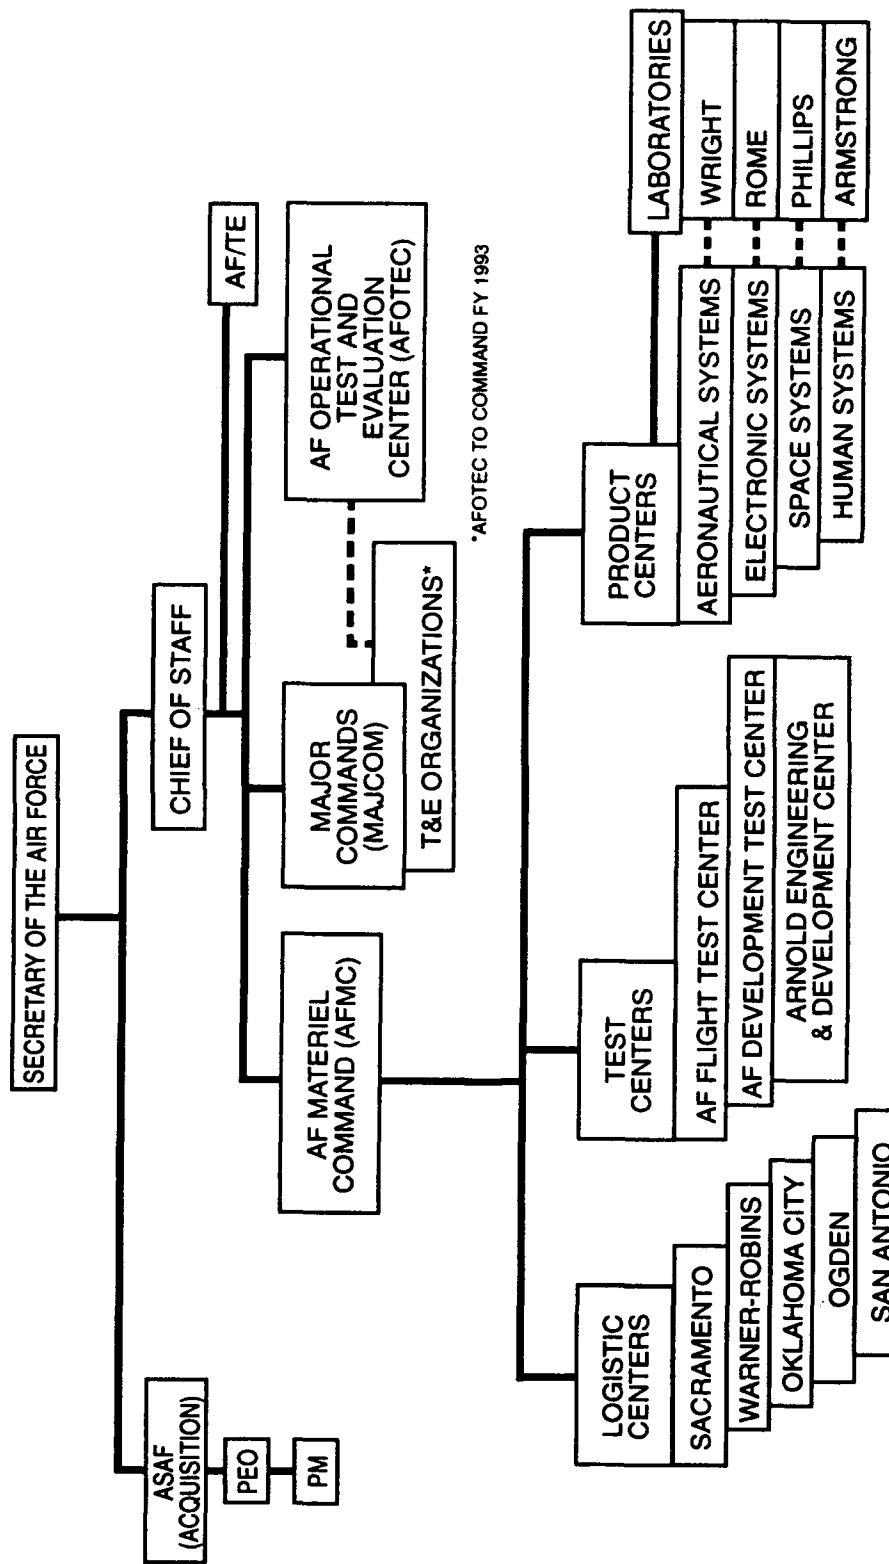 SECRETARY OF THE AIR FORCE
ASAF
(ACQUISITION)
PEO
PM
CHIEF OF STAFF
AF/TE
AF MATERIEL
COMMAND (AFMC)
MAJOR
COMMANDS
(MAJCOM)
T&E ORGANIZATIONS*
AF OPERATIONAL
TEST AND
EVALUATION
CENTER (AFOTEC)
*AFOTEC TO COMMAND FY 1993
LOGISTIC
CENTERS
SACRAMENTO
WARNER-ROBINS
OKLAHOMA CITY
OGDEN
SAN ANTONIO
TEST
CENTERS
AF FLIGHT TEST CENTER
AF DEVELOPMENT TEST CENTER
ARNOLD ENGINEERING
& DEVELOPMENT CENTER
PRODUCT
CENTERS
AERONAUTICAL SYSTEMS
ELECTRONIC SYSTEMS
SPACE SYSTEMS
HUMAN SYSTEMS
LABORATORIES
WRIGHT
ROME
PHILLIPS
ARMSTRONG